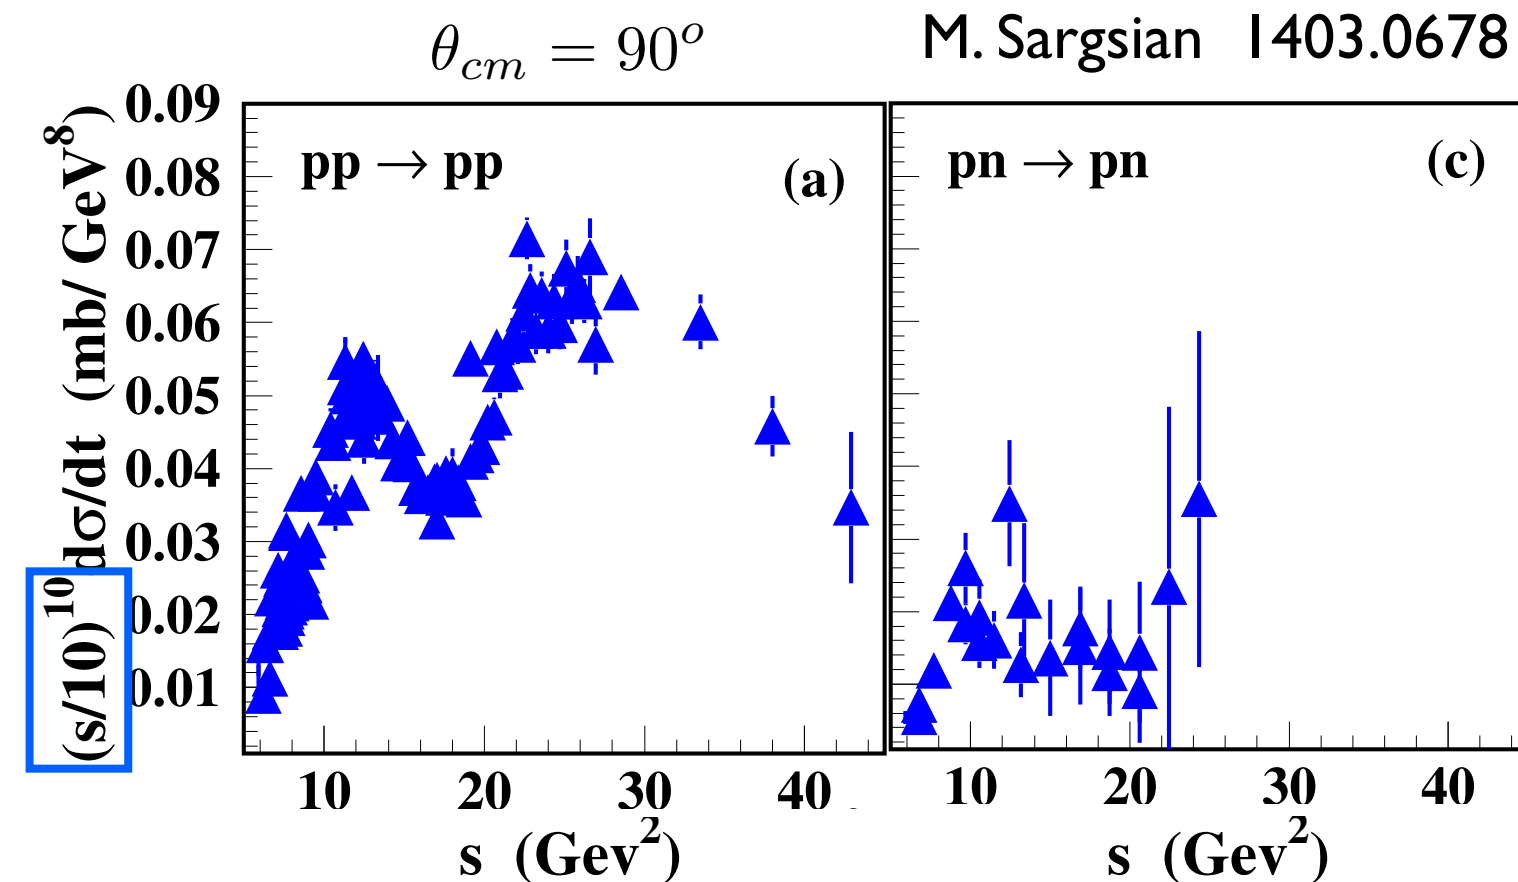 θcm = 90°
M. Sargsian 1403.0678
(s/10)^10 dσ/dt (mb/ GeV^8)
0.09
0.08
0.07
0.06
0.05
0.04
0.03
0.02
0.01
pp → pp
(a)
pn → pn
(c)
10 20 30 40
10 20 30 40
s (Gev^2)
s (Gev^2)